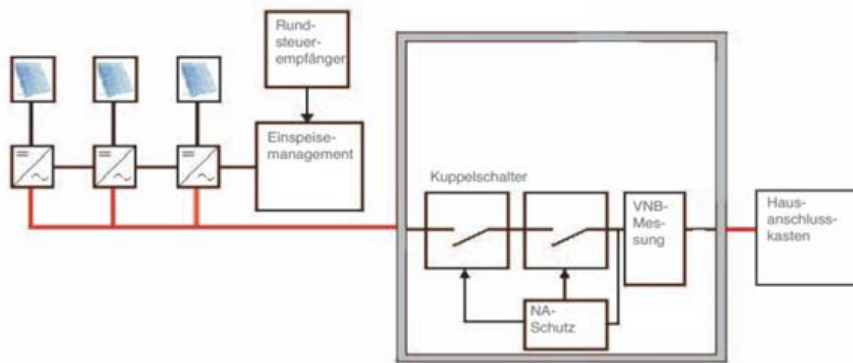 Rund-
steuer-
empfänger
Einspeise-
management
Kuppelschalter
VNB-
Mes-
sung
Haus-
anschluss-
kasten
NA-
Schutz